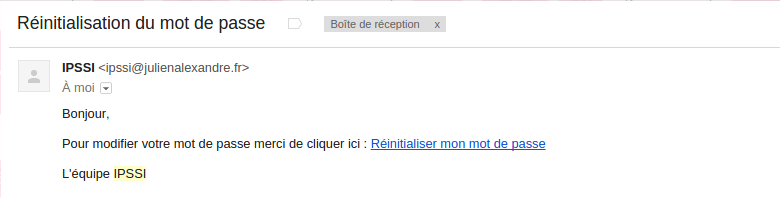 Réinitialisation du mot de passe Boîte de réception x
IPSSI <ipssi@julienalexandre.fr>
À moi
Bonjour,
Pour modifier votre mot de passe merci de cliquer ici : Réinitialiser mon mot de passe
L'équipe IPSSI